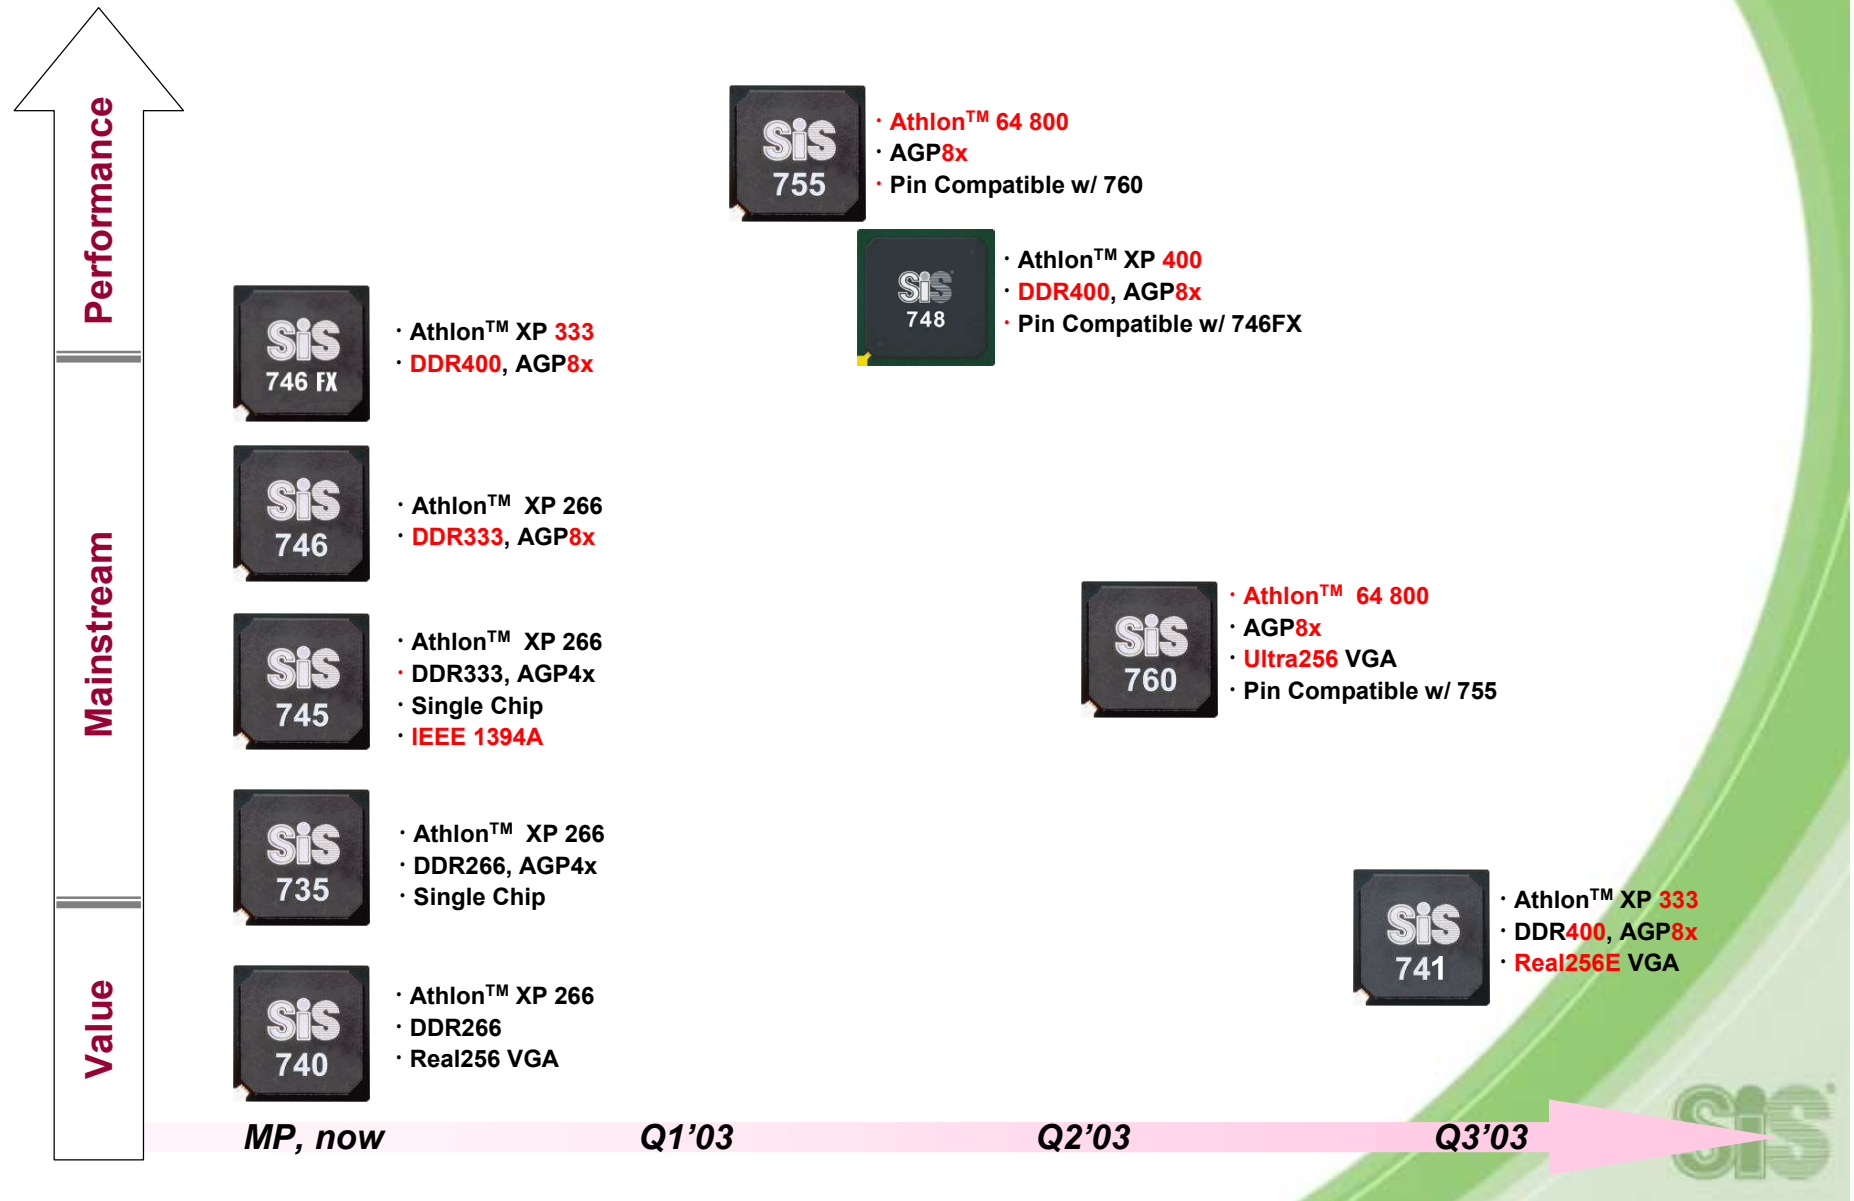 Performance
Mainstream
Value
SiS
755
· Athlon™ 64 800
· AGP8x
· Pin Compatible w/ 760
SiS
748
· Athlon™ XP 400
· DDR400, AGP8x
· Pin Compatible w/ 746FX
SiS
746 FX
· Athlon™ XP 333
· DDR400, AGP8x
SiS
746
· Athlon™ XP 266
· DDR333, AGP8x
SiS
745
· Athlon™ XP 266
· DDR333, AGP4x
· Single Chip
· IEEE 1394A
SiS
760
· Athlon™ 64 800
· AGP8x
· Ultra256 VGA
· Pin Compatible w/ 755
SiS
735
· Athlon™ XP 266
· DDR266, AGP4x
· Single Chip
SiS
741
· Athlon™ XP 333
· DDR400, AGP8x
· Real256E VGA
SiS
740
· Athlon™ XP 266
· DDR266
· Real256 VGA
MP, now Q1’03 Q2’03 Q3’03
SiS